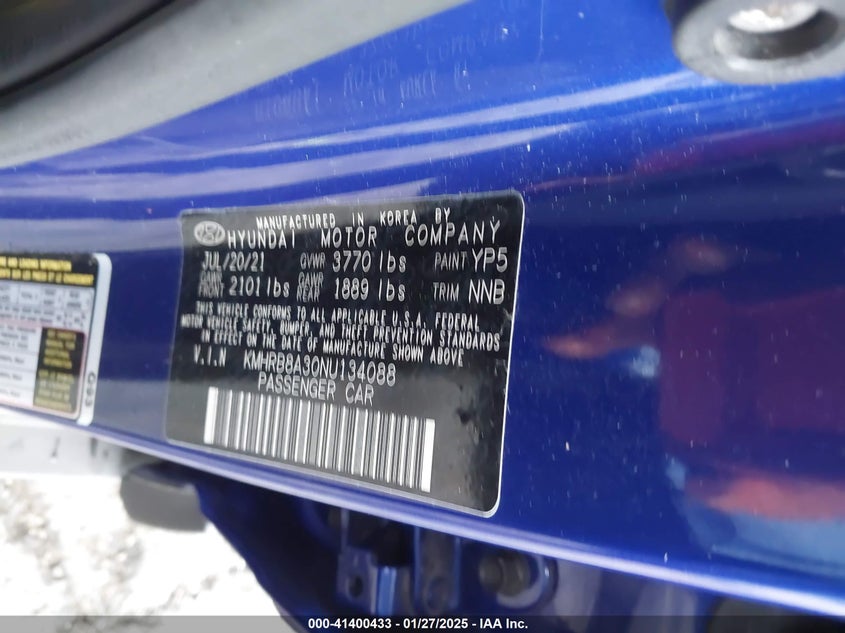 MANUFACTURED IN KOREA BY
HYUNDAI MOTOR COMPANY
JUL/20/21 GVWR 3770 lbs PAINT YP5
GAWR FRONT 2101 lbs GAWR REAR 1889 lbs TRIM NNB
THIS VEHICLE CONFORMS TO ALL APPLICABLE U.S.A. FEDERAL
MOTOR VEHICLE SAFETY, BUMPER, AND THEFT PREVENTION STANDARDS
IN EFFECT ON THE DATE OF MANUFACTURE SHOWN ABOVE
V.I.N KMHRB8A30NU134088
PASSENGER CAR
000-41400433 - 01/27/2025 - IAA Inc.